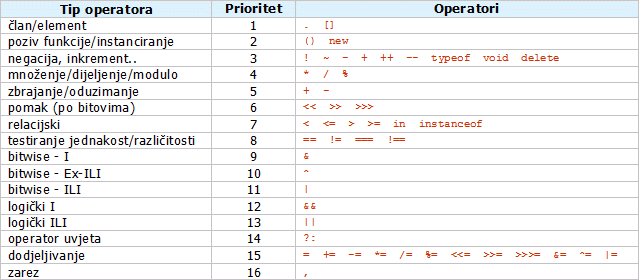 Tip operatora Prioritet Operatori
član/element 1 . []
poziv funkcije/instanciranje 2 () new
negacija, inkrement.. 3 ! ~ - + ++ -- typeof void delete
množenje/dijeljenje/modulo 4 * / %
zbrajanje/oduzimanje 5 + -
pomak (po bitovima) 6 << >> >>>
relacijski 7 < <= > >= in instanceof
testiranje jednakost/različitosti 8 == != === !==
bitwise - I 9 &
bitwise - Ex-ILI 10 ^
bitwise - ILI 11 |
logički I 12 &&
logički ILI 13 ||
operator uvjeta 14 ?:
dodjeljivanje 15 = += -= *= /= %= <<= >>= >>>= &= ^= |=
zarez 16 ,